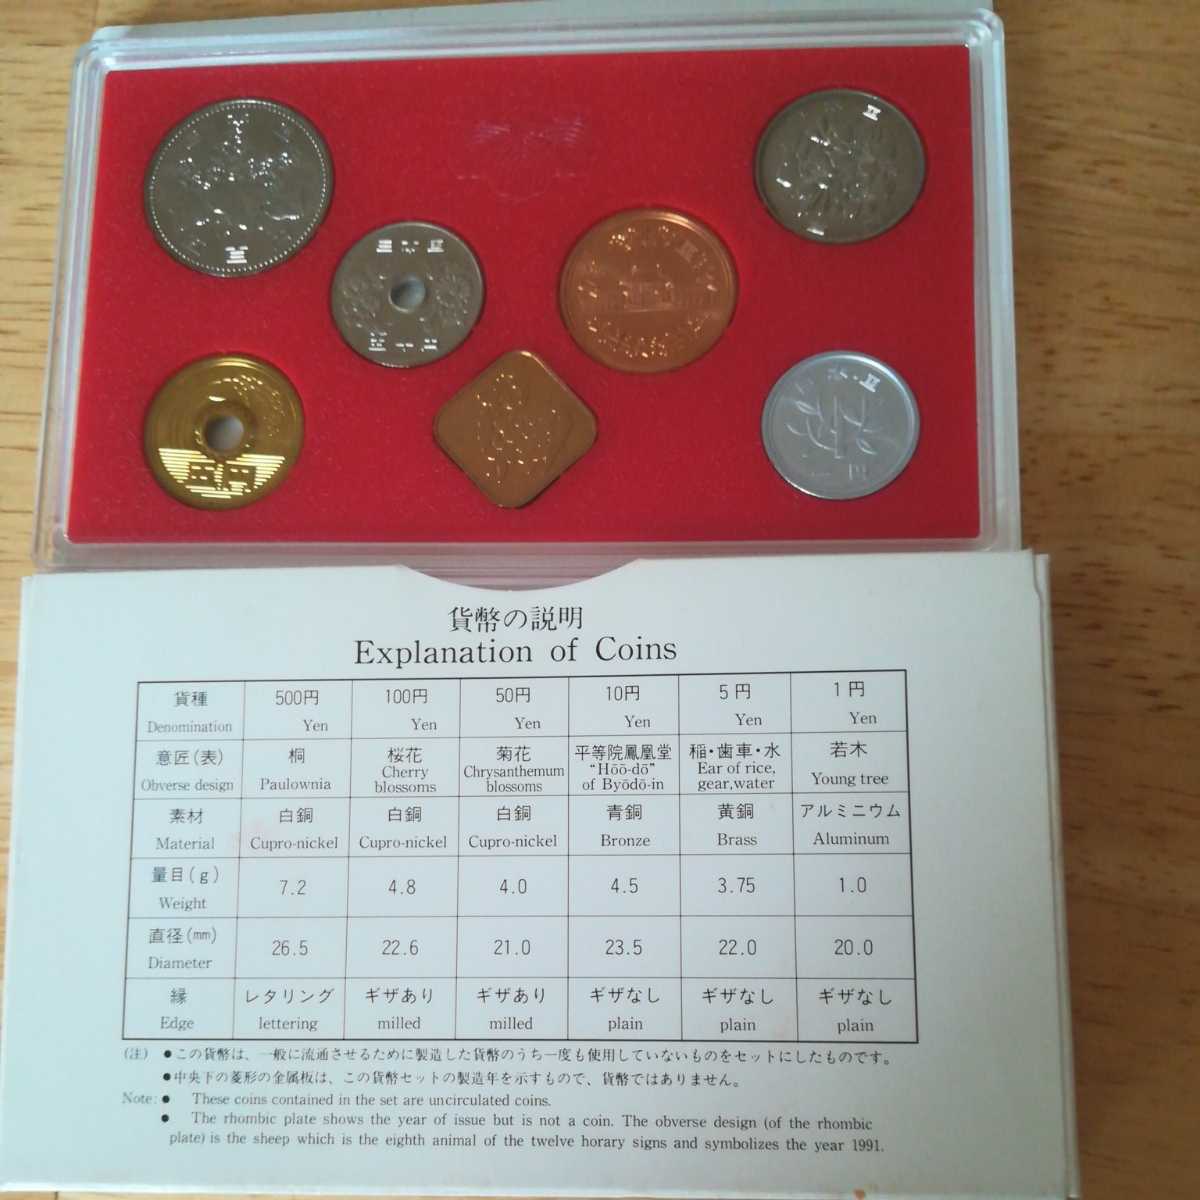 五十円
五円
貨幣の説明
Explanation of Coins
貨種 Denomination 500円 Yen 100円 Yen 50円 Yen 10円 Yen 5円 Yen 1円 Yen
意匠(表) Obverse design 桐 Paulownia 桜花 Cherry blossoms 菊花 Chrysanthemum blossoms 平等院鳳凰堂 “Hōō-dō” of Byōdō-in 稲・歯車・水 Ear of rice, gear,water 若木 Young tree
素材 Material 白銅 Cupro-nickel 白銅 Cupro-nickel 白銅 Cupro-nickel 青銅 Bronze 黄銅 Brass アルミニウム Aluminum
量目(g) Weight 7.2 4.8 4.0 4.5 3.75 1.0
直径(mm) Diameter 26.5 22.6 21.0 23.5 22.0 20.0
縁 Edge レタリング lettering ギザあり milled ギザあり milled ギザなし plain ギザなし plain ギザなし plain
(注) ●この貨幣は、一般に流通させるために製造した貨幣のうち一度も使用していないものをセットにしたものです。
●中央下の菱形の金属板は、この貨幣セットの製造年を示すもので、貨幣ではありません。
Note: ● These coins contained in the set are uncirculated coins.
● The rhombic plate shows the year of issue but is not a coin. The obverse design (of the rhombic
plate) is the sheep which is the eighth animal of the twelve horary signs and symbolizes the year 1991.